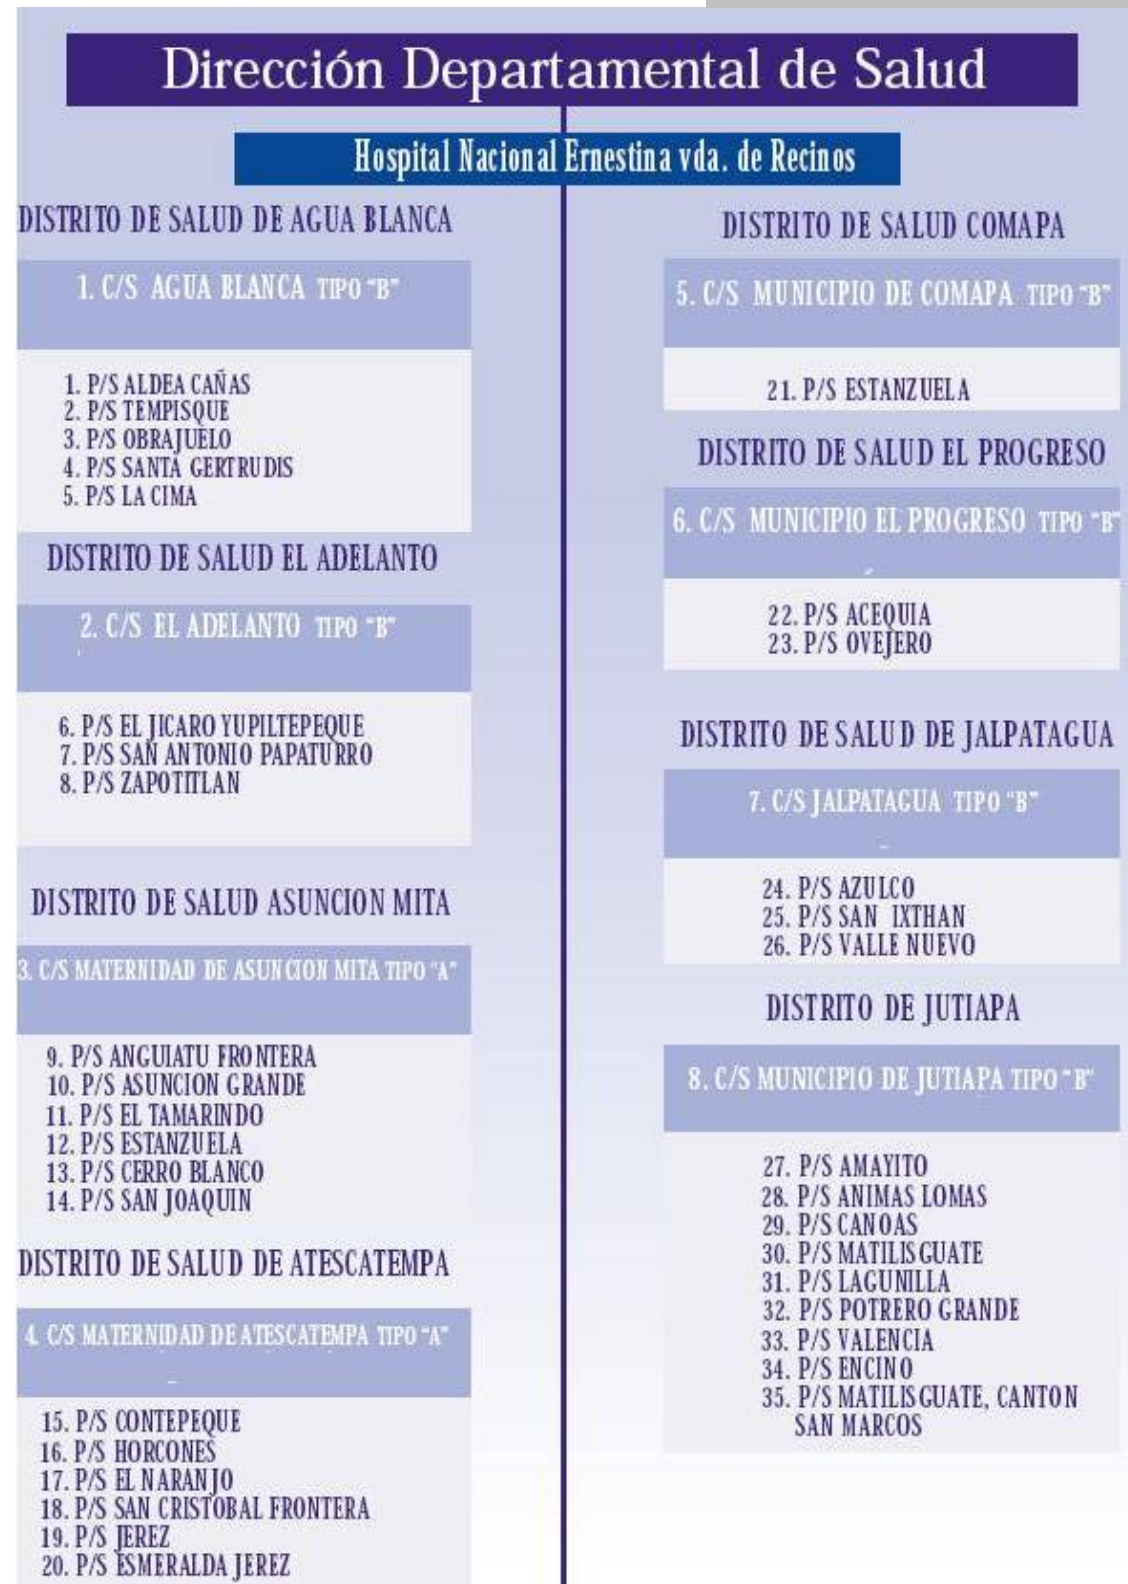 Dirección Departamental de Salud
Hospital Nacional Ernestina vda. de Recinos
DISTRITO DE SALUD DE AGUA BLANCA
1. C/S AGUA BLANCA TIPO "B"
1. P/S ALDEA CAÑAS
2. P/S TEMPISQUE
3. P/S OBRAJUELO
4. P/S SANTA GERTRUDIS
5. P/S LA CIMA
DISTRITO DE SALUD EL ADELANTO
2. C/S EL ADELANTO TIPO "B"
6. P/S EL JICARO YUPILTEPEQUE
7. P/S SAN ANTONIO PAPATURRO
8. P/S ZAPOTITLAN
DISTRITO DE SALUD ASUNCION MITA
3. C/S MATERNIDAD DE ASUNCION MITA TIPO "A"
9. P/S ANGUIATU FRONTERA
10. P/S ASUNCION GRANDE
11. P/S EL TAMARINDO
12. P/S ESTANZUELA
13. P/S CERRO BLANCO
14. P/S SAN JOAQUIN
DISTRITO DE SALUD DE ATESCATEMPA
4. C/S MATERNIDAD DE ATESCATEMPA TIPO "A"
15. P/S CONTEPEQUE
16. P/S HORCONES
17. P/S EL NARANJO
18. P/S SAN CRISTOBAL FRONTERA
19. P/S JEREZ
20. P/S ESMERALDA JEREZ
DISTRITO DE SALUD COMAPA
5. C/S MUNICIPIO DE COMAPA TIPO "B"
21. P/S ESTANZUELA
DISTRITO DE SALUD EL PROGRESO
6. C/S MUNICIPIO EL PROGRESO TIPO "B"
22. P/S ACEQUIA
23. P/S OVEJERO
DISTRITO DE SALUD DE JALPATAGUA
7. C/S JALPATAGUA TIPO "B"
24. P/S AZULCO
25. P/S SAN IXTHAN
26. P/S VALLE NUEVO
DISTRITO DE JUTIAPA
8. C/S MUNICIPIO DE JUTIAPA TIPO "B"
27. P/S AMAYITO
28. P/S ANIMAS LOMAS
29. P/S CANOAS
30. P/S MATILISGUATE
31. P/S LAGUNILLA
32. P/S POTRERO GRANDE
33. P/S VALENCIA
34. P/S ENCINO
35. P/S MATILISGUATE, CANTON
SAN MARCOS